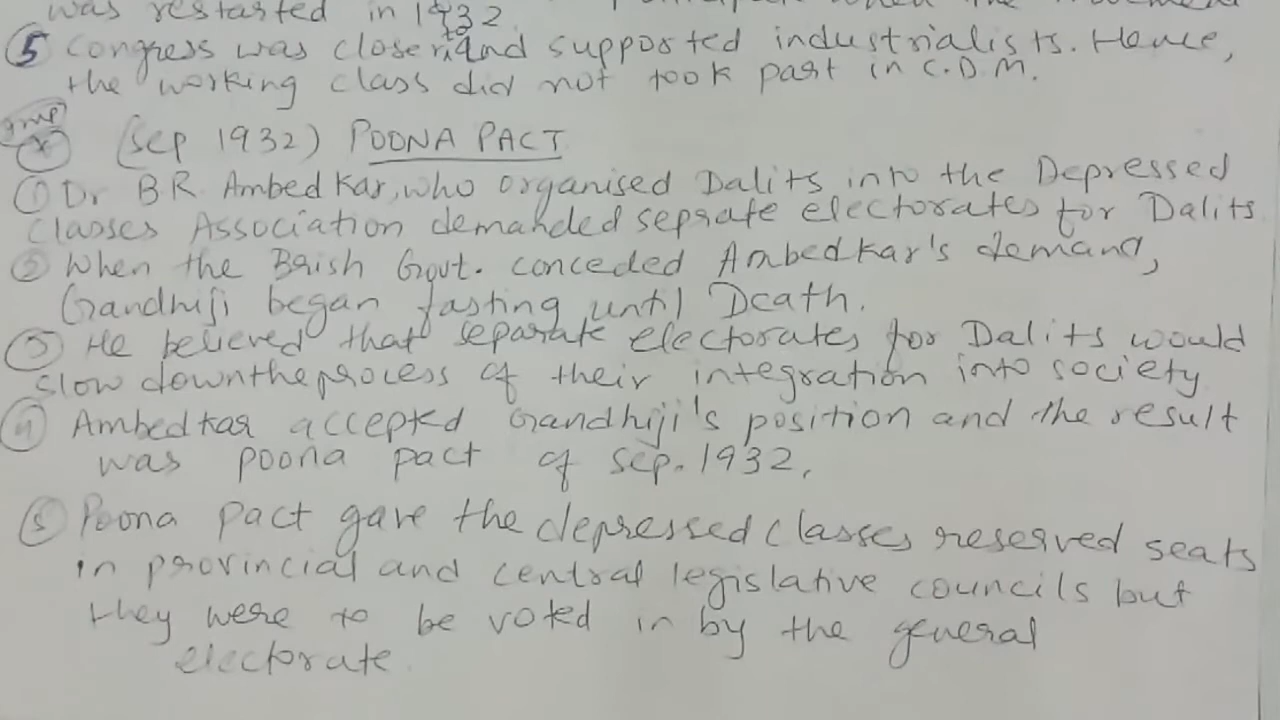 was restarted in 1932.
⑤ Congress was closer to and supported industrialists. Hence,
the working class did not took part in C.D.M.
Imp
* (Sep 1932) POONA PACT
① Dr BR Ambedkar, who organised Dalits into the Depressed
Classes Association demanded seprate electorates for Dalits
② When the Brish Govt. conceded Ambedkar's demand,
Gandhiji began fasting until Death.
③ He believed that separate electorates for Dalits would
slow down the process of their integration into society
④ Ambedkar accepted Gandhiji's position and the result
was poona pact of sep. 1932.
⑤ Poona Pact gave the depressed classes reserved seats
in provincial and central legislative councils but
they were to be voted in by the general
electorate.